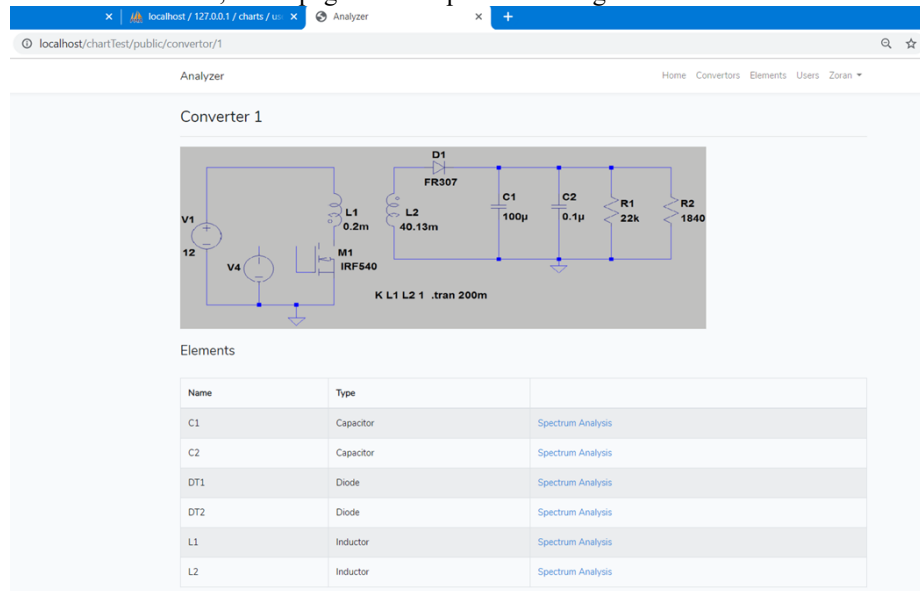 localhost / 127.0.0.1 / charts / us
Analyzer
localhost/chartTest/public/convertor/1
Analyzer Home Convertors Elements Users Zoran
Converter 1
D1
FR307
V1
12
V4
L1
0.2m
L2
40.13m
M1
IRF540
C1
100µ
C2
0.1µ
R1
22k
R2
1840
K L1 L2 1 .tran 200m
Elements
Name Type
C1 Capacitor Spectrum Analysis
C2 Capacitor Spectrum Analysis
DT1 Diode Spectrum Analysis
DT2 Diode Spectrum Analysis
L1 Inductor Spectrum Analysis
L2 Inductor Spectrum Analysis